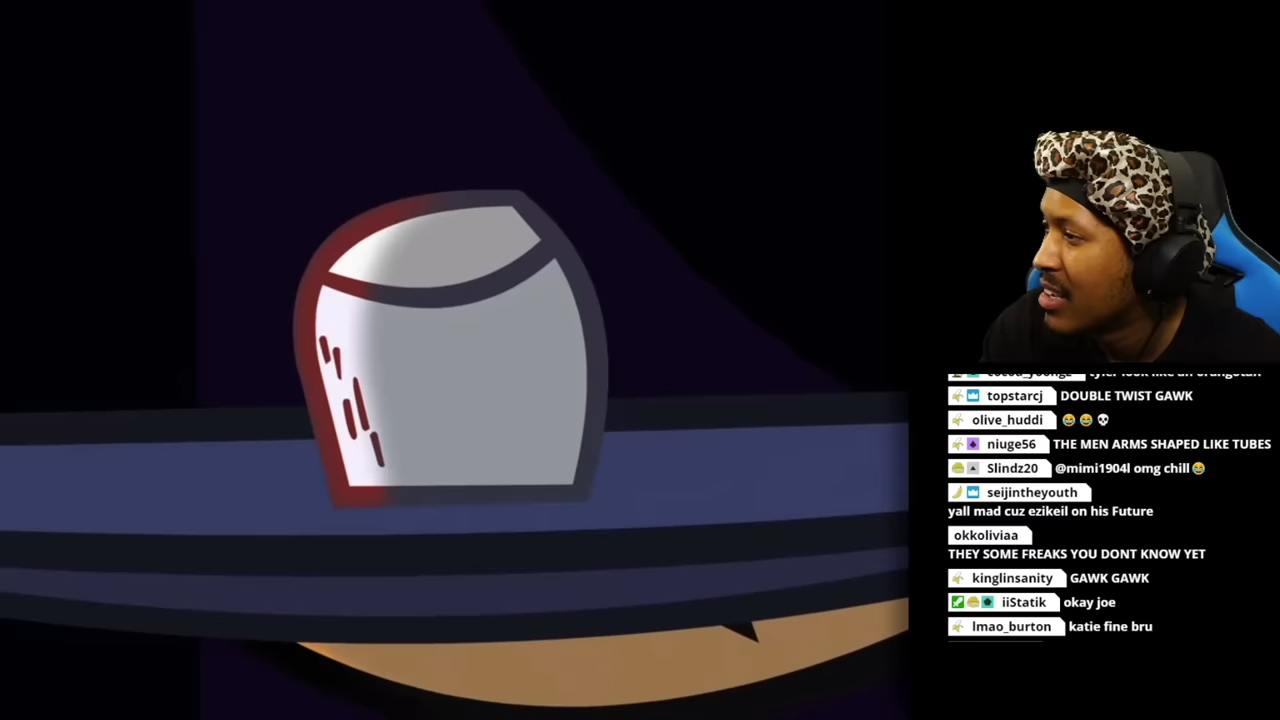 topstarcj DOUBLE TWIST GAWK
olive_huddi 😂 😂 💀
niuge56 THE MEN ARMS SHAPED LIKE TUBES
Slindz20 @mimi1904l omg chill😂
seijintheyouth
yall mad cuz ezikeil on his Future
okkoliviaa
THEY SOME FREAKS YOU DONT KNOW YET
kinglinsanity GAWK GAWK
iiStatik okay joe
lmao_burton katie fine bru